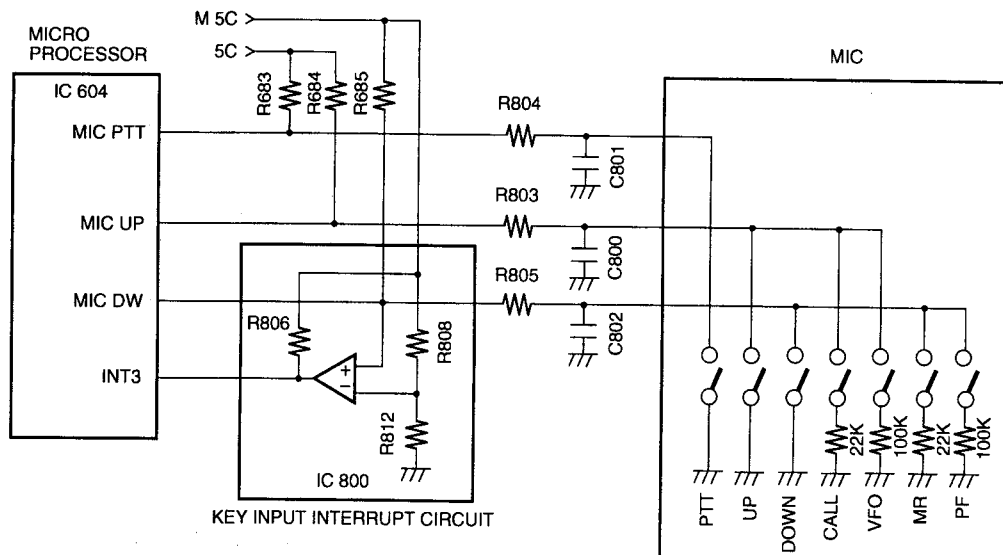 M 5C
5C
MICRO
PROCESSOR
IC 604
MIC
R683
R684
R685
R804
MIC PTT
C801
R803
MIC UP
C800
R805
MIC DW
C802
R806
R808
INT3
+
−
R812
IC 800
KEY INPUT INTERRUPT CIRCUIT
22K
100K
22K
100K
PTT
UP
DOWN
CALL
VFO
MR
PF